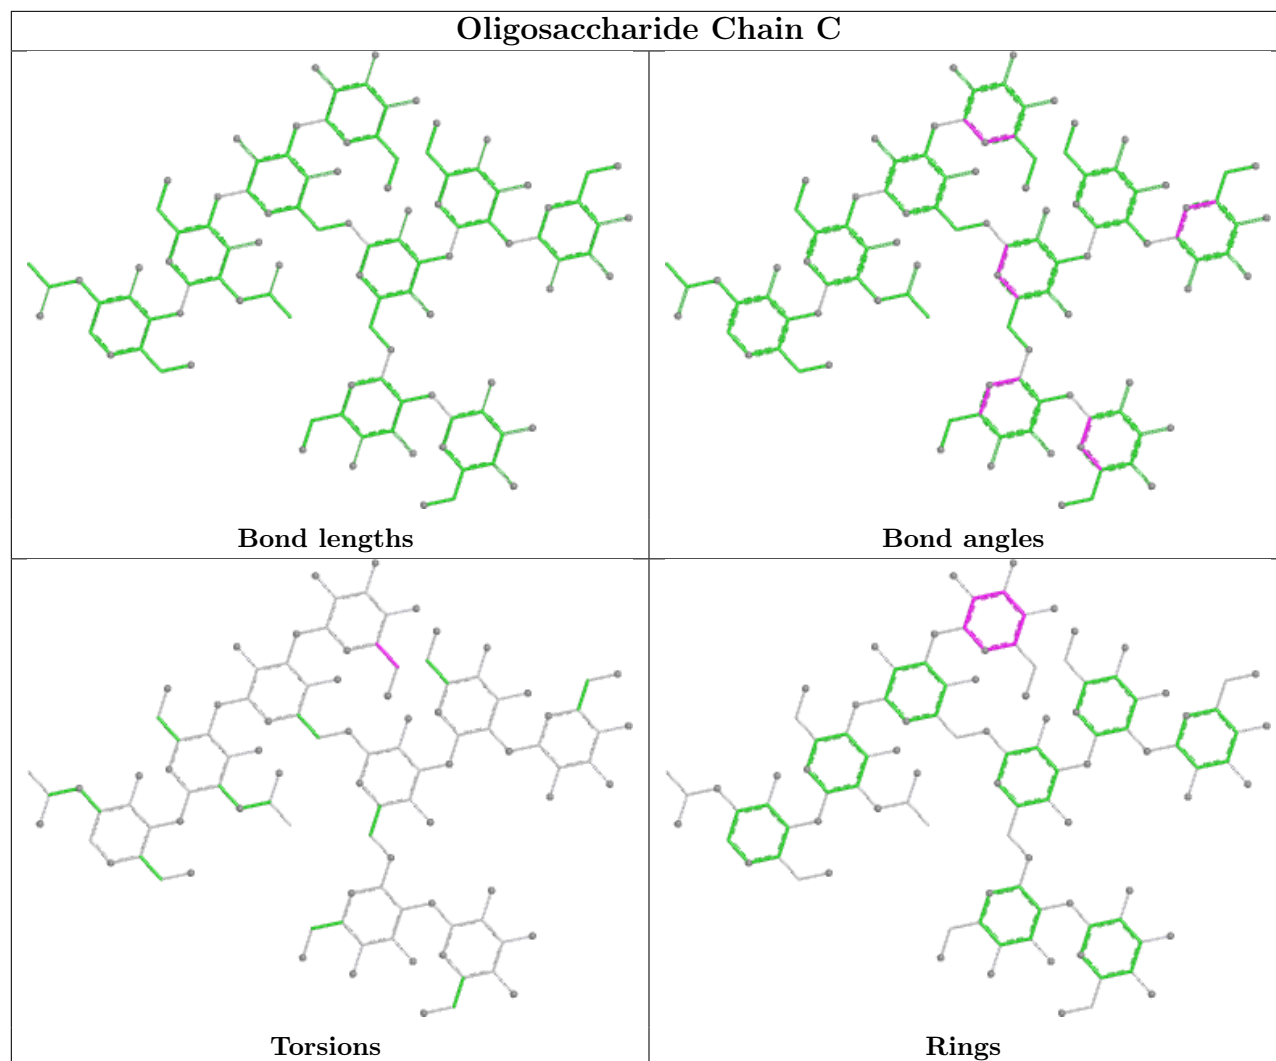 Oligosaccharide Chain C
Bond lengths
Bond angles
Torsions
Rings